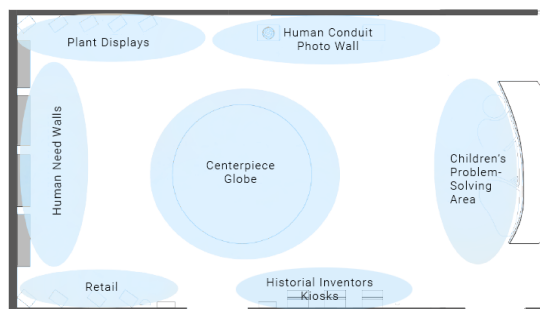 Plant Displays
Human Conduit
Photo Wall
Human Need Walls
Centerpiece
Globe
Children's
Problem-
Solving
Area
Retail
Historial Inventors
Kiosks